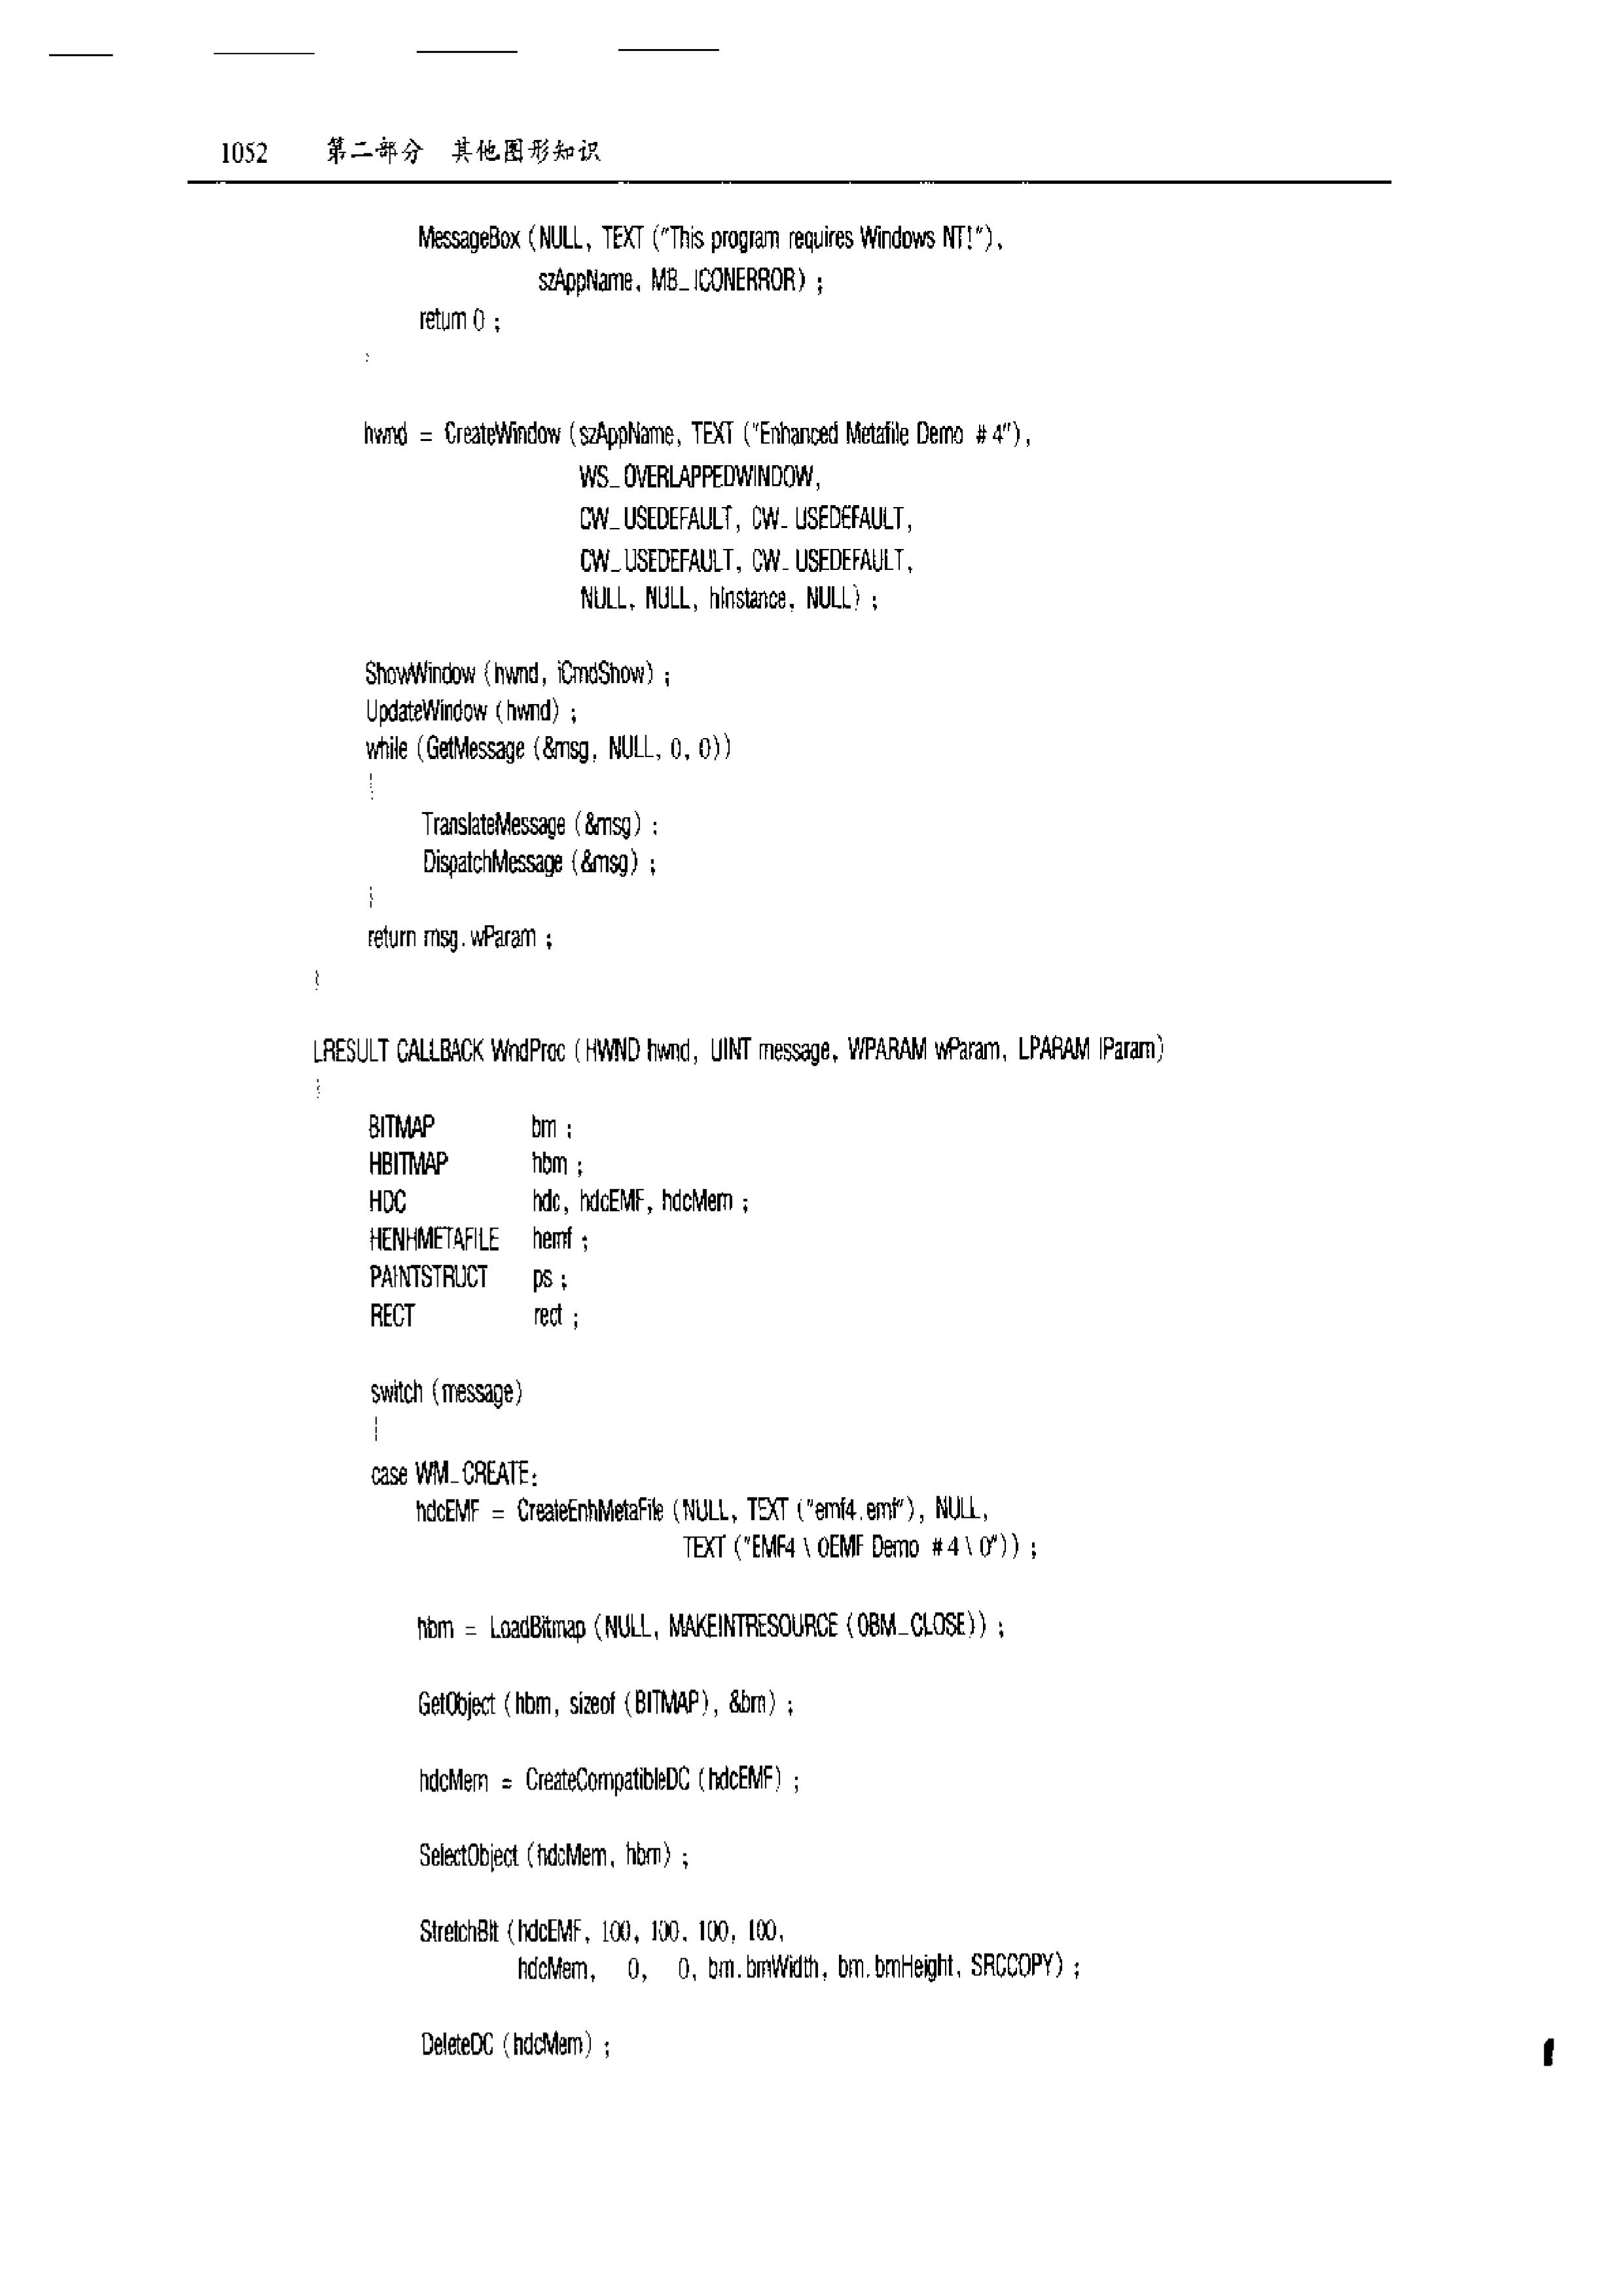 1052 第二部分 其他图形知识
MessageBox (NULL, TEXT ("This program requires Windows NT!"),
szAppName, MB_ICONERROR) ;
return 0 ;
}
hwnd = CreateWindow (szAppName, TEXT ("Enhanced Metafile Demo #4"),
WS_OVERLAPPEDWINDOW,
CW_USEDEFAULT, CW_USEDEFAULT,
CW_USEDEFAULT, CW_USEDEFAULT,
NULL, NULL, hInstance, NULL) ;
ShowWindow (hwnd, iCmdShow) ;
UpdateWindow (hwnd) ;
while (GetMessage (&msg, NULL, 0, 0))
{
TranslateMessage (&msg) ;
DispatchMessage (&msg) ;
}
return msg.wParam ;
}
LRESULT CALLBACK WndProc (HWND hwnd, UINT message, WPARAM wParam, LPARAM lParam)
{
BITMAP bm ;
HBITMAP hbm ;
HDC hdc, hdcEMF, hdcMem ;
HENHMETAFILE hemf ;
PAINTSTRUCT ps ;
RECT rect ;
switch (message)
{
case WM_CREATE:
hdcEMF = CreateEnhMetaFile (NULL, TEXT ("emf4.emf"), NULL,
TEXT ("EMF4\0EMF Demo #4\0")) ;
hbm = LoadBitmap (NULL, MAKEINTRESOURCE (OBM_CLOSE)) ;
GetObject (hbm, sizeof (BITMAP), &bm) ;
hdcMem = CreateCompatibleDC (hdcEMF) ;
SelectObject (hdcMem, hbm) ;
StretchBlt (hdcEMF, 100, 100, 100, 100,
hdcMem, 0, 0, bm.bmWidth, bm.bmHeight, SRCCOPY) ;
DeleteDC (hdcMem) ;